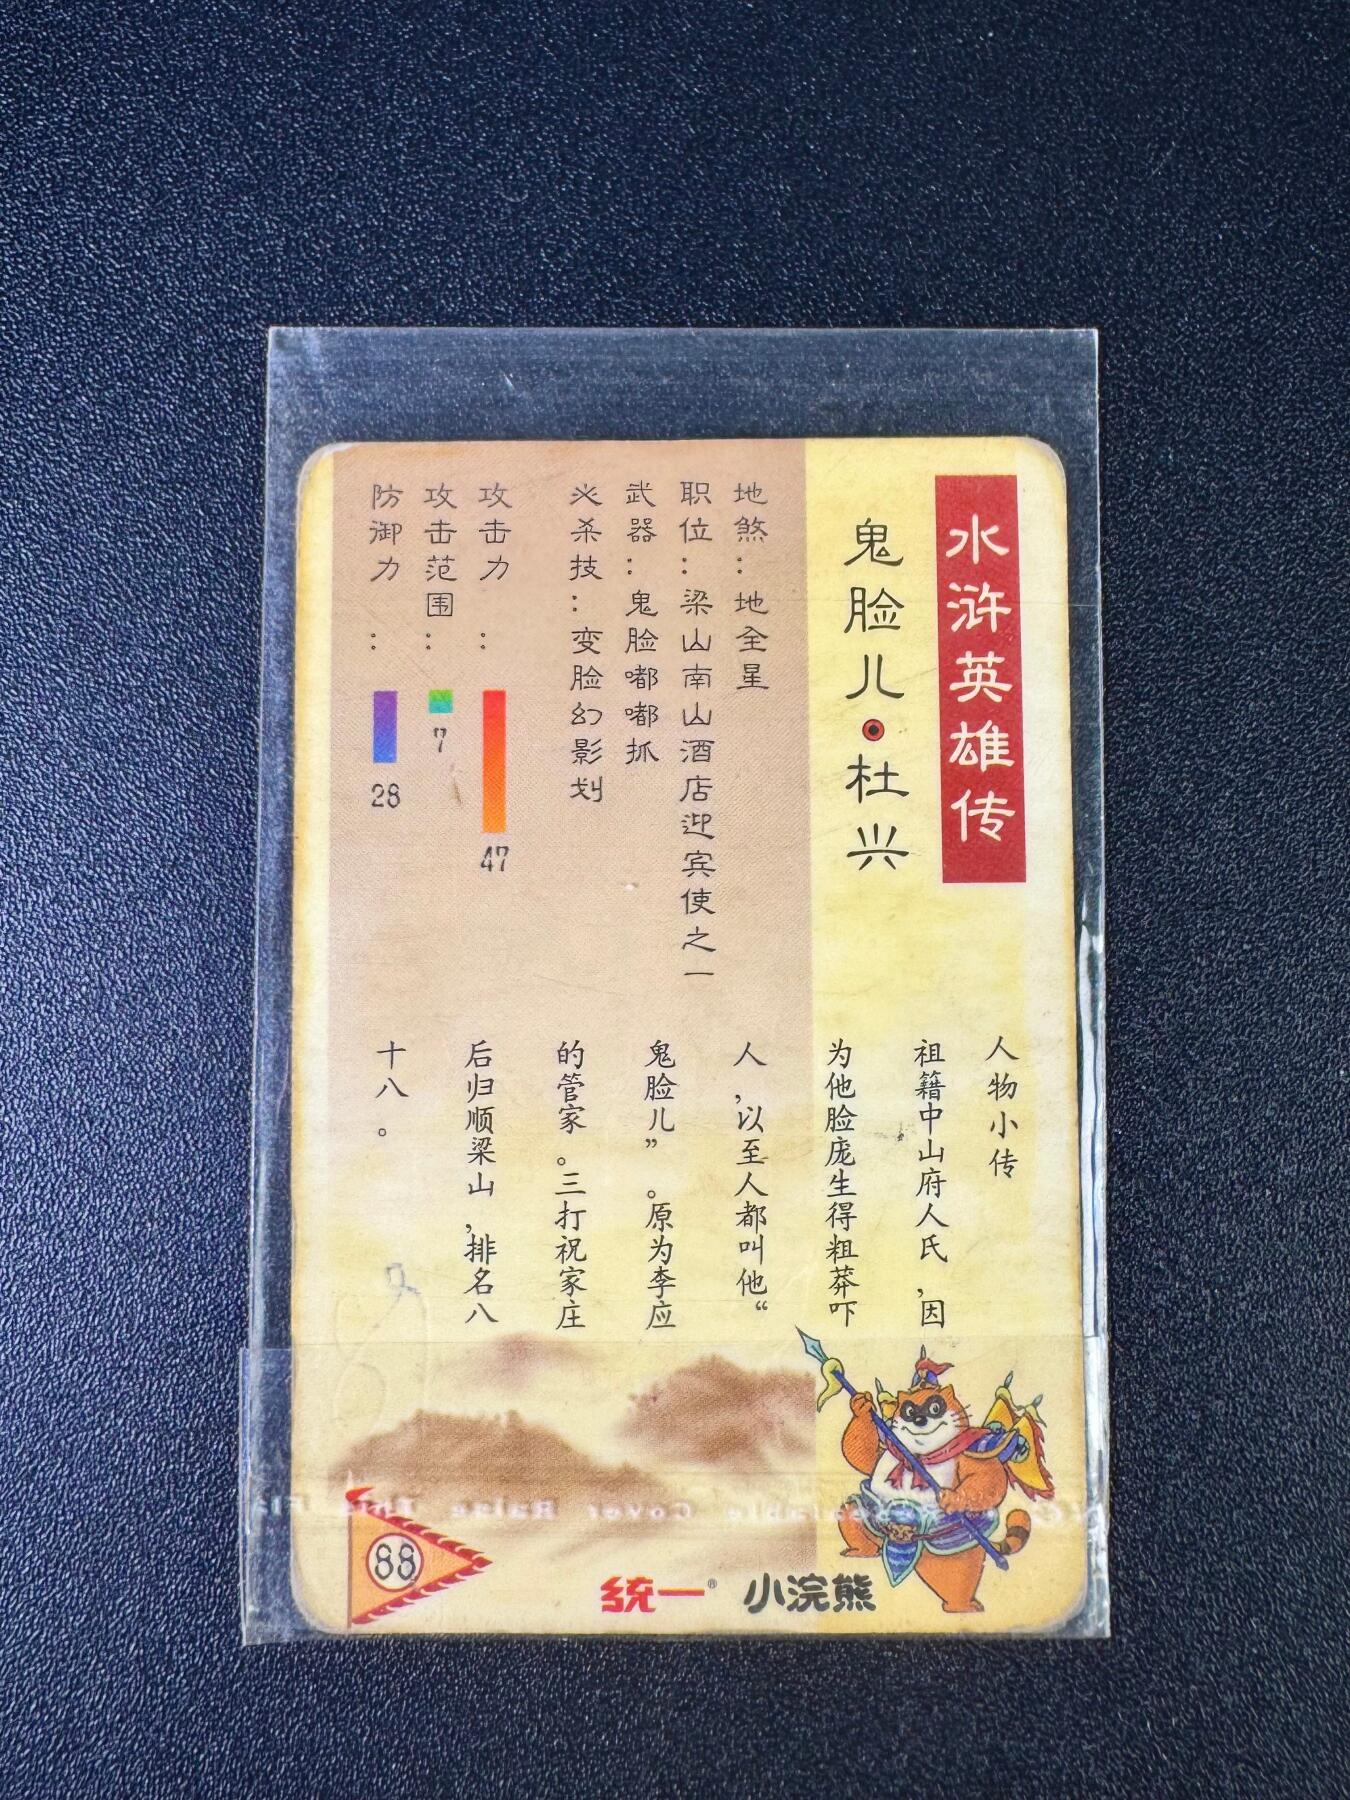 水浒英雄传
鬼脸儿·杜兴
地煞：地全星
职位：梁山南山酒店迎宾使之一
武器：鬼脸嘟嘟抓
必杀技：变脸幻影划
攻击力：47
攻击范围：7
防御力：28
人物小传
祖籍中山府人氏,因
为他脸庞生得粗莽吓
人,以至人都叫他“
鬼脸儿”。原为李应
的管家。三打祝家庄
后归顺梁山,排名八
十八。
88
统一® 小浣熊